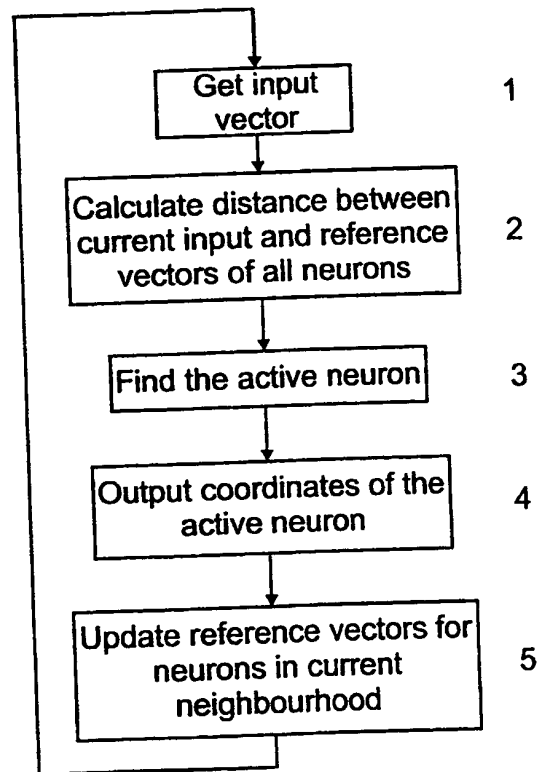 Get input
vector
1
Calculate distance between
current input and reference
vectors of all neurons
2
Find the active neuron
3
Output coordinates of the
active neuron
4
Update reference vectors for
neurons in current
neighbourhood
5